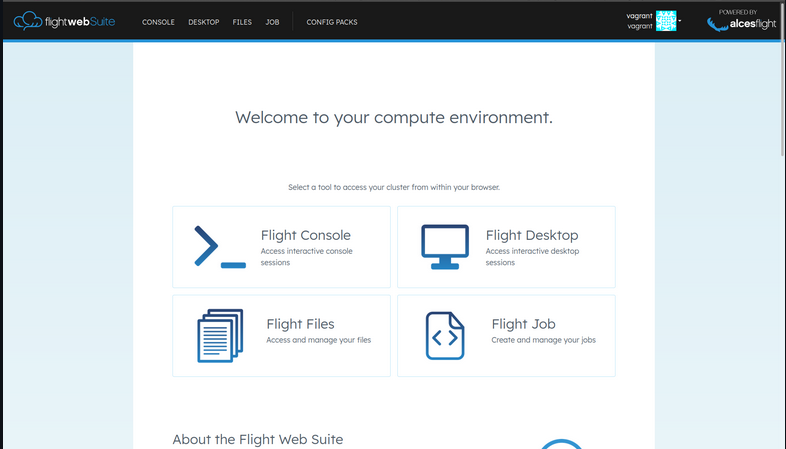 flightwebSuite
CONSOLE DESKTOP FILES JOB CONFIG PACKS
vagrant
vagrant
POWERED BY
alcesflight
Welcome to your compute environment.
Select a tool to access your cluster from within your browser.
Flight Console
Access interactive console
sessions
Flight Desktop
Access interactive desktop
sessions
Flight Files
Access and manage your files
Flight Job
Create and manage your jobs
About the Flight Web Suite